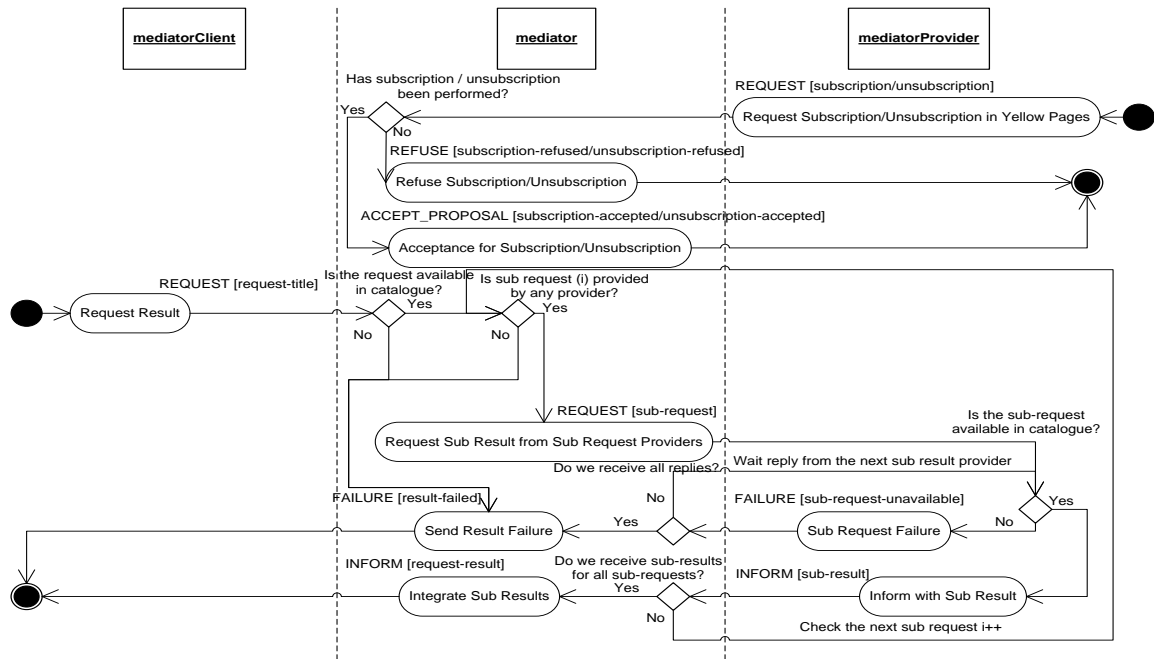 mediatorClient
mediator
mediatorProvider
Has subscription / unsubscription
been performed?
REQUEST [subscription/unsubscription]
Yes
Request Subscription/Unsubscription in Yellow Pages
No
REFUSE [subscription-refused/unsubscription-refused]
Refuse Subscription/Unsubscription
ACCEPT_PROPOSAL [subscription-accepted/unsubscription-accepted]
Acceptance for Subscription/Unsubscription
REQUEST [request-title]
Is the request available
in catalogue?
Is sub request (i) provided
by any provider?
Yes
Yes
Request Result
No
No
REQUEST [sub-request]
Is the sub-request
available in catalogue?
Request Sub Result from Sub Request Providers
Do we receive all replies?
Wait reply from the next sub result provider
FAILURE [result-failed]
No
FAILURE [sub-request-unavailable]
Yes
Send Result Failure
Yes
Sub Request Failure
No
INFORM [request-result]
Do we receive sub-results
for all sub-requests?
INFORM [sub-result]
Integrate Sub Results
Yes
Inform with Sub Result
No
Check the next sub request i++